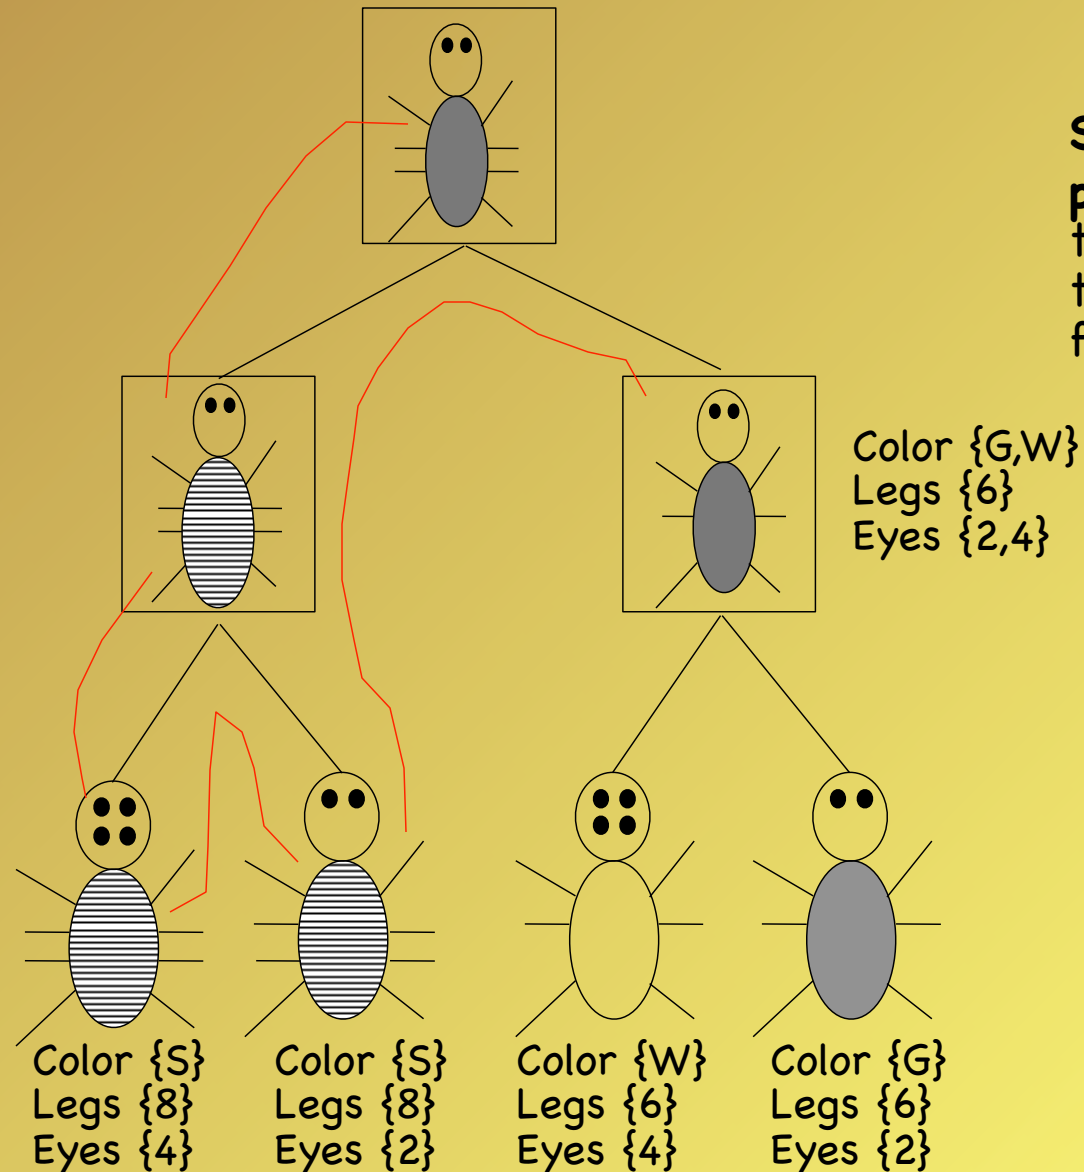 Color {G,W}
Legs {6}
Eyes {2,4}
Color {S}
Legs {8}
Eyes {4}
Color {S}
Legs {8}
Eyes {2}
Color {W}
Legs {6}
Eyes {4}
Color {G}
Legs {6}
Eyes {2}